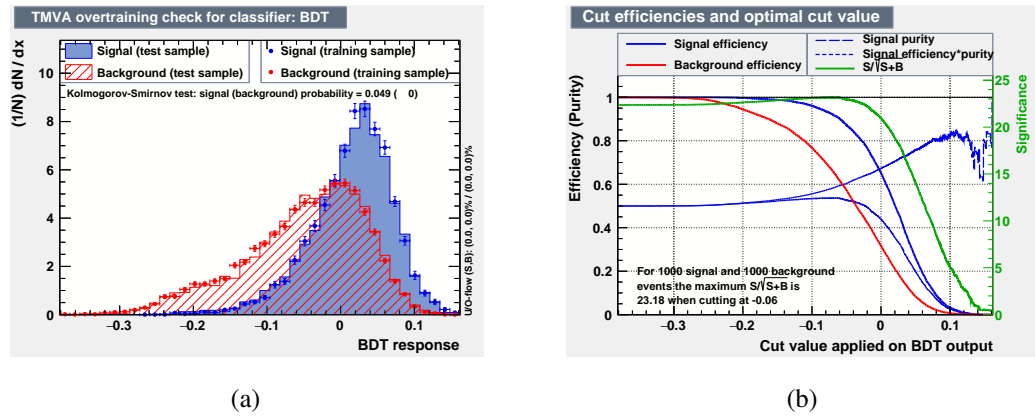 TMVA overtraining check for classifier: BDT
(1/N) dN / dx
10
8
6
4
2
0
Signal (test sample)
Background (test sample)
Signal (training sample)
Background (training sample)
Kolmogorov-Smirnov test: signal (background) probability = 0.049 ( 0)
U/O-flow (S,B): (0.0, 0.0)% / (0.0, 0.0)%
−0.3 −0.2 −0.1 0 0.1
BDT response
(a)
Cut efficiencies and optimal cut value
Signal efficiency
Background efficiency
Signal purity
Signal efficiency*purity
S/√S+B
Efficiency (Purity)
1
0.8
0.6
0.4
0.2
0
For 1000 signal and 1000 background
events the maximum S/√S+B is
23.18 when cutting at -0.06
25
20
15
10
5
0
Significance
−0.3 −0.2 −0.1 0 0.1
Cut value applied on BDT output
(b)